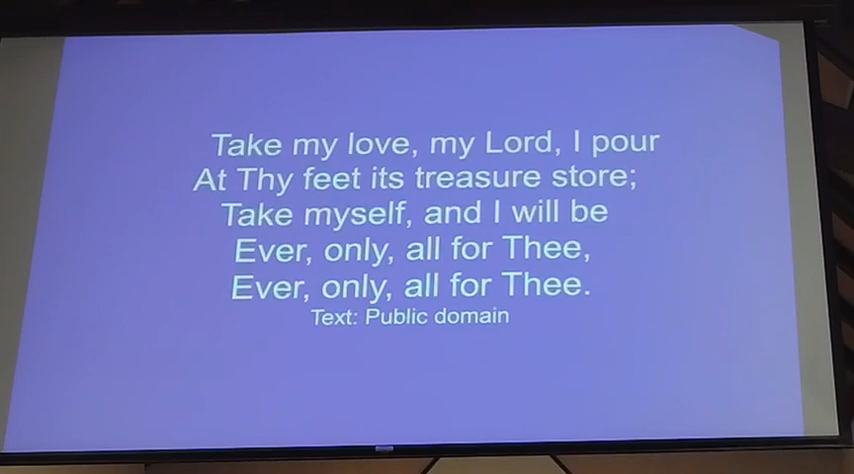 Take my love, my Lord, I pour
At Thy feet its treasure store;
Take myself, and I will be
Ever, only, all for Thee,
Ever, only, all for Thee.
Text: Public domain